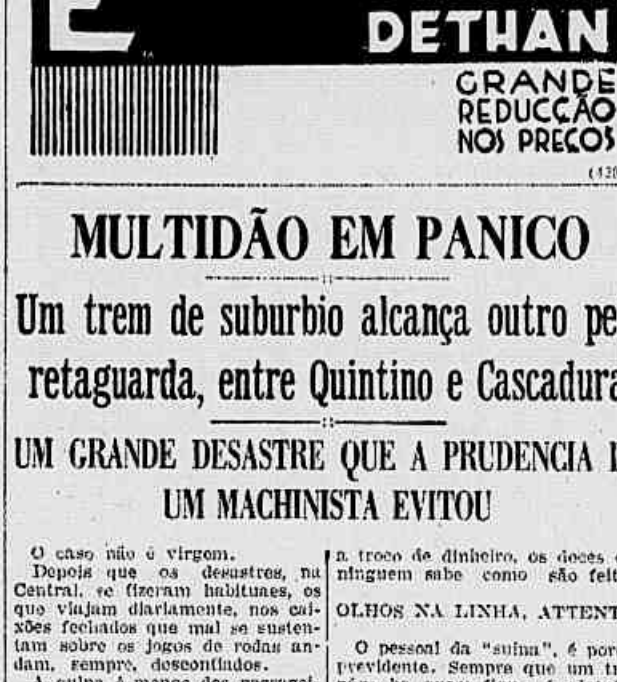 E
DETHAN
GRANDE
REDUCÇÃO
NOS PREÇOS
MULTIDÃO EM PANICO
Um trem de suburbio alcança outro pe
retaguarda, entre Quintino e Cascadura
UM GRANDE DESASTRE QUE A PRUDENCIA
UM MACHINISTA EVITOU
O caso não é virgem.
Depois que os desastres, na
Central, se fizeram habituaes, os
que viajam diariamente, nos cai-
xões fechados que mal se susten-
tam sobre os jogos de rodas an-
dam, sempre, desconfiados.
a troco de dinheiro, os doces
ninguem sabe como são feit
OLHOS NA LINHA, ATTENT
O pessoal da "suina", é por
previdente. Sempre que um tr